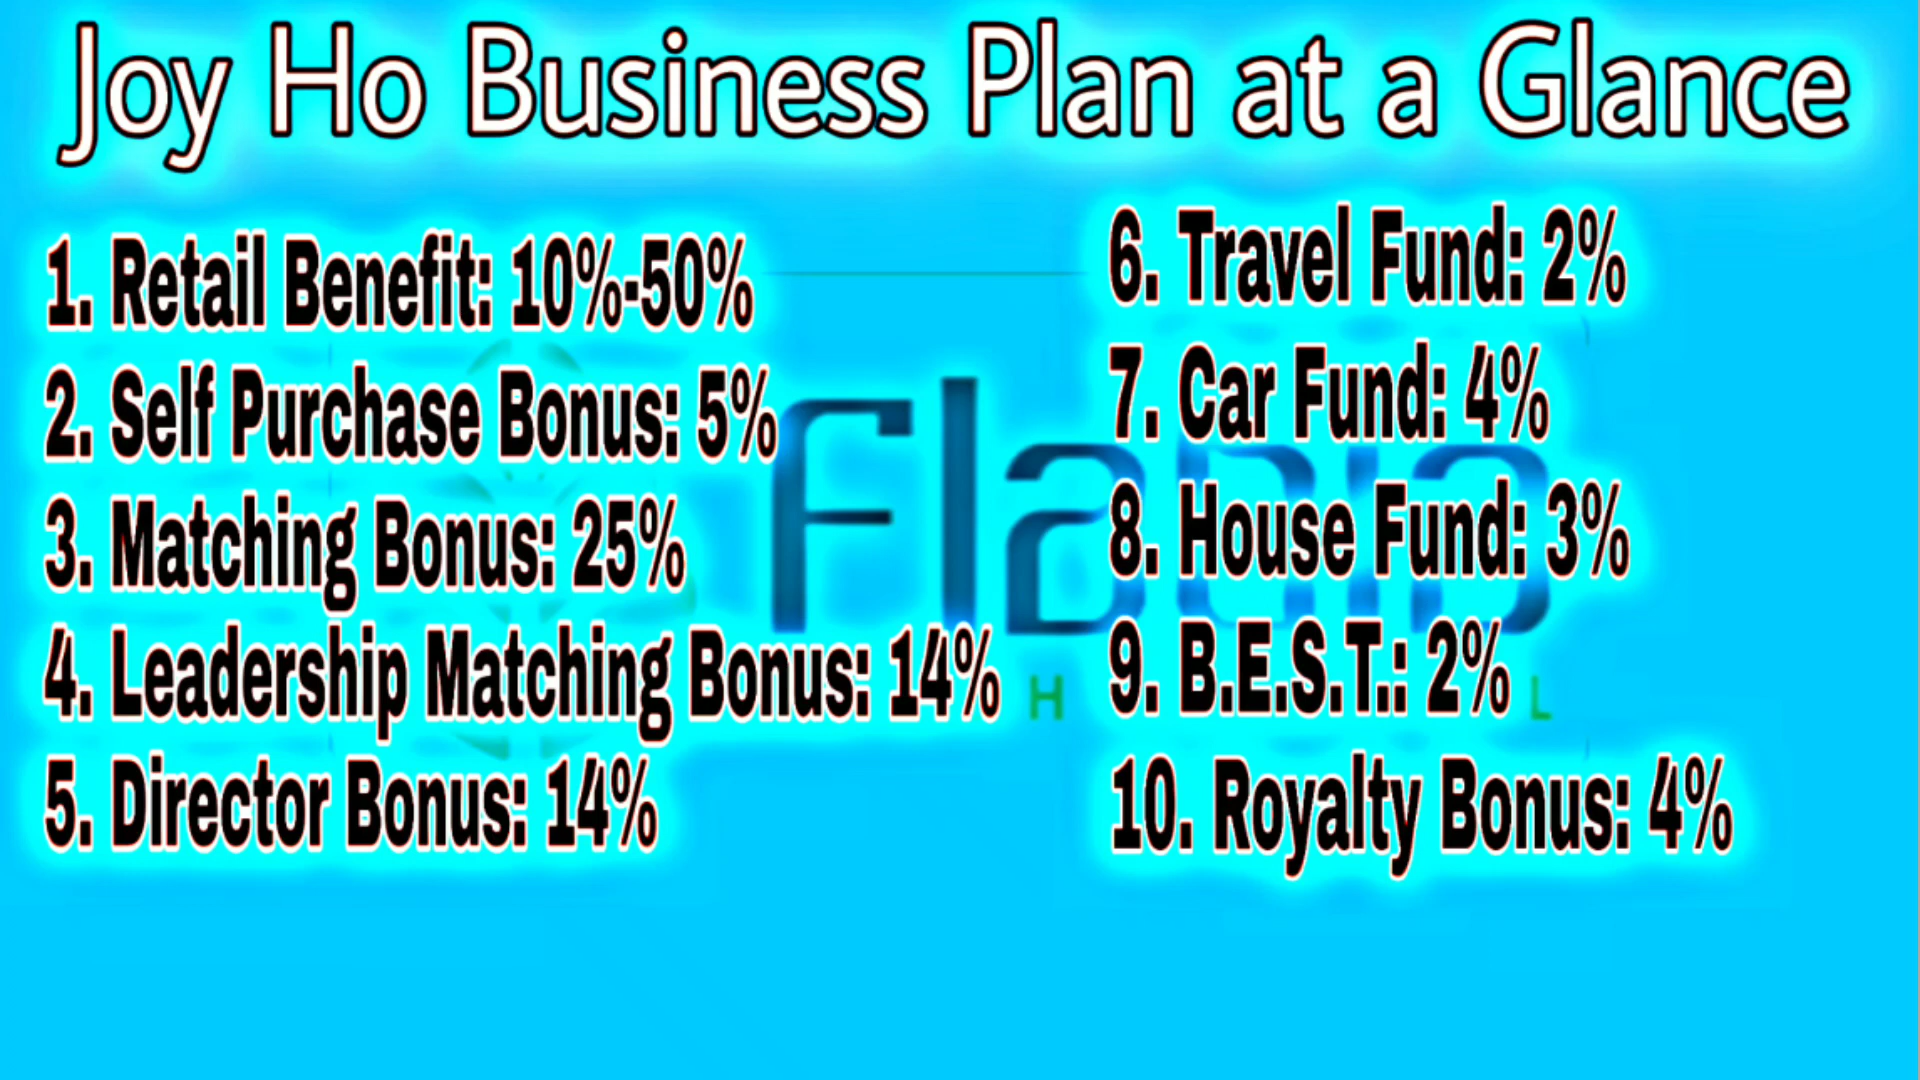 Joy Ho Business Plan at a Glance
1. Retail Benefit: 10%-50%
2. Self Purchase Bonus: 5%
3. Matching Bonus: 25%
4. Leadership Matching Bonus: 14%
5. Director Bonus: 14%
6. Travel Fund: 2%
7. Car Fund: 4%
8. House Fund: 3%
9. B.E.S.T.: 2%
10. Royalty Bonus: 4%